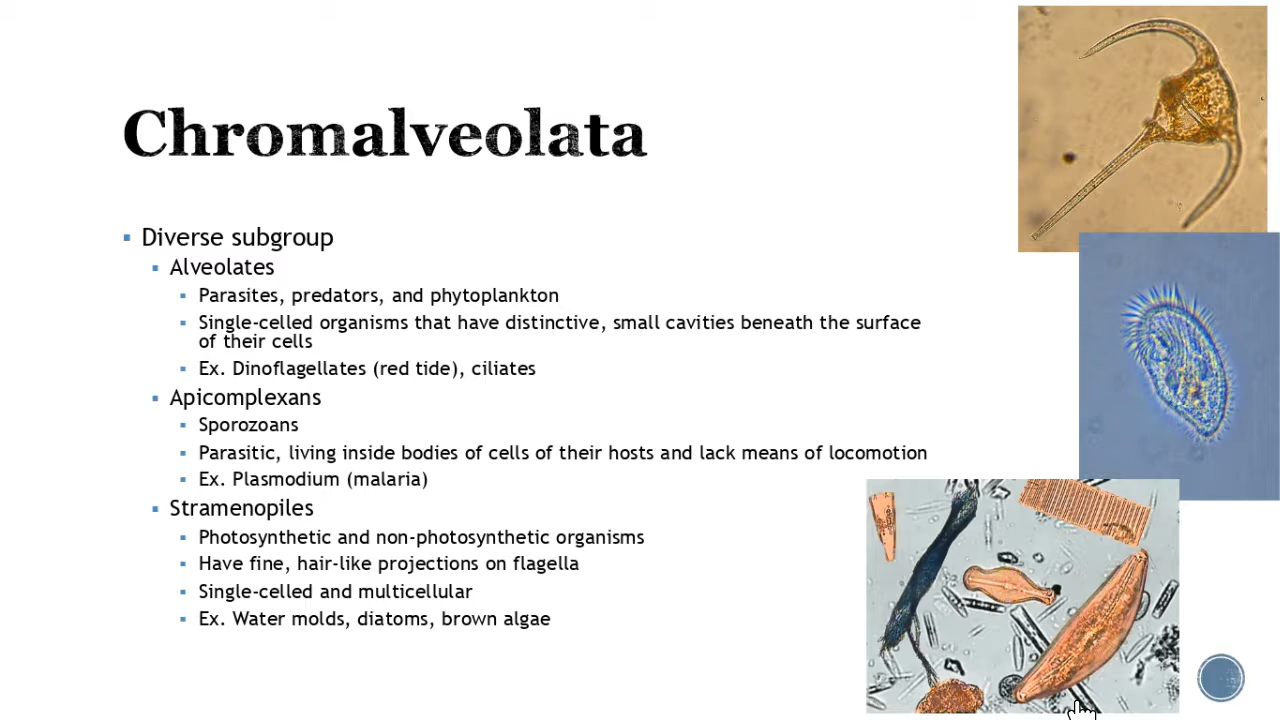 Chromalveolata
Diverse subgroup
Alveolates
Parasites, predators, and phytoplankton
Single-celled organisms that have distinctive, small cavities beneath the surface
of their cells
Ex. Dinoflagellates (red tide), ciliates
Apicomplexans
Sporozoans
Parasitic, living inside bodies of cells of their hosts and lack means of locomotion
Ex. Plasmodium (malaria)
Stramenopiles
Photosynthetic and non-photosynthetic organisms
Have fine, hair-like projections on flagella
Single-celled and multicellular
Ex. Water molds, diatoms, brown algae